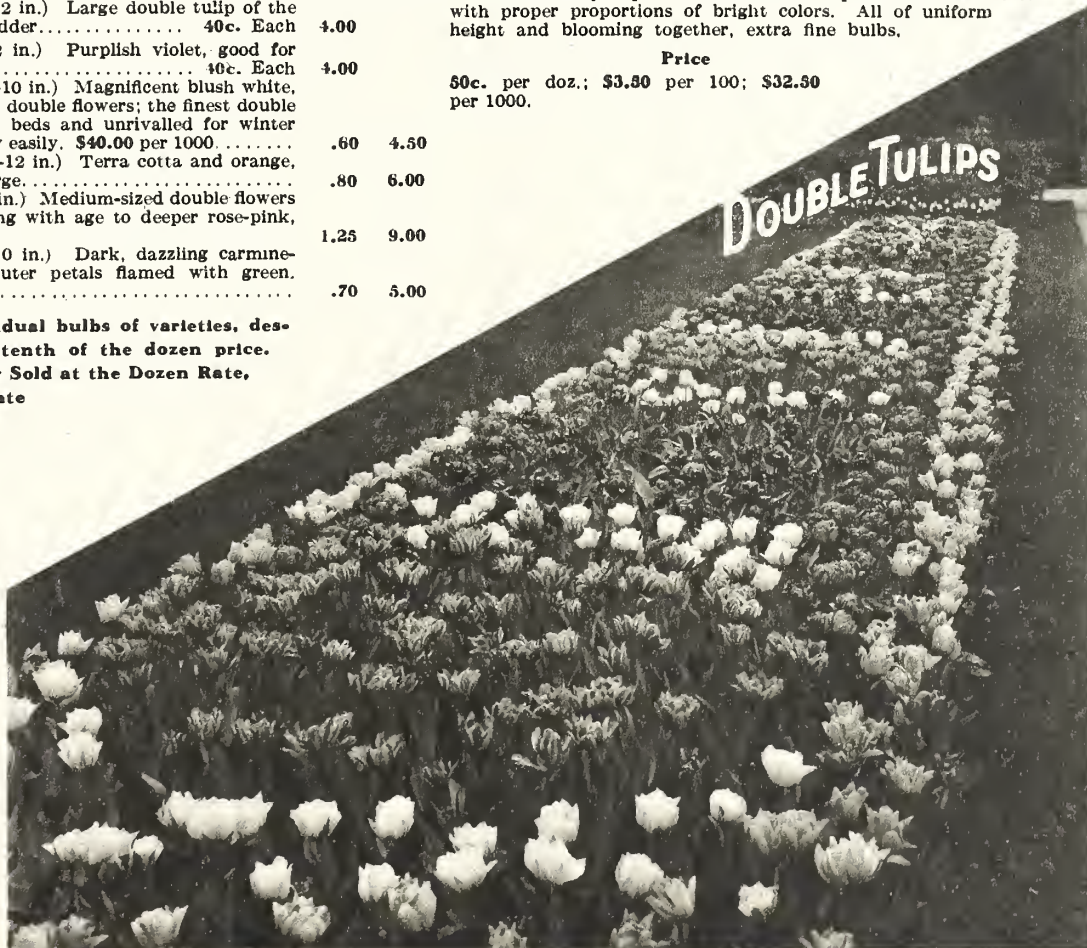 2 in.) Large double tulip of the
dder............... 40c. Each 4.00
in.) Purplish violet, good for
................... 40c. Each 4.00
-10 in.) Magnificent blush white,
double flowers; the finest double
beds and unrivalled for winter
easily. $40.00 per 1000......... .60 4.50
-12 in.) Terra cotta and orange,
rge............................ .80 6.00
in.) Medium-sized double flowers
ng with age to deeper rose-pink,
1.25 9.00
0 in.) Dark, dazzling carmine-
uter petals flamed with green.
............................... .70 5.00
dual bulbs of varieties, des-
tenth of the dozen price.
Sold at the Dozen Rate,
ate
with proper proportions of bright colors. All of uniform
height and blooming together, extra fine bulbs.
Price
50c. per doz.; $3.50 per 100; $32.50
per 1000.
DOUBLE TULIPS